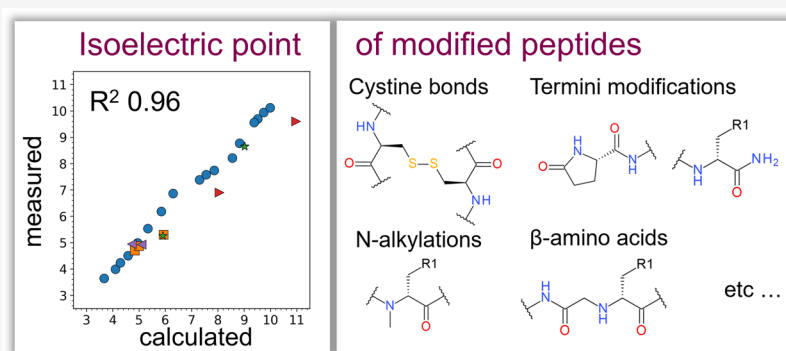 Isoelectric point of modified peptides
R² 0.96
measured
11
10
9
8
7
6
5
4
3
3 4 5 6 7 8 9 10 11
calculated
Cystine bonds
HN
O
S S
O
NH
Termini modifications
O
H
N
O
N
H
R1
N
H
NH₂
O
N-alkylations
R1
N
O
β-amino acids
R1
H
N
O
N
H
O
etc ...